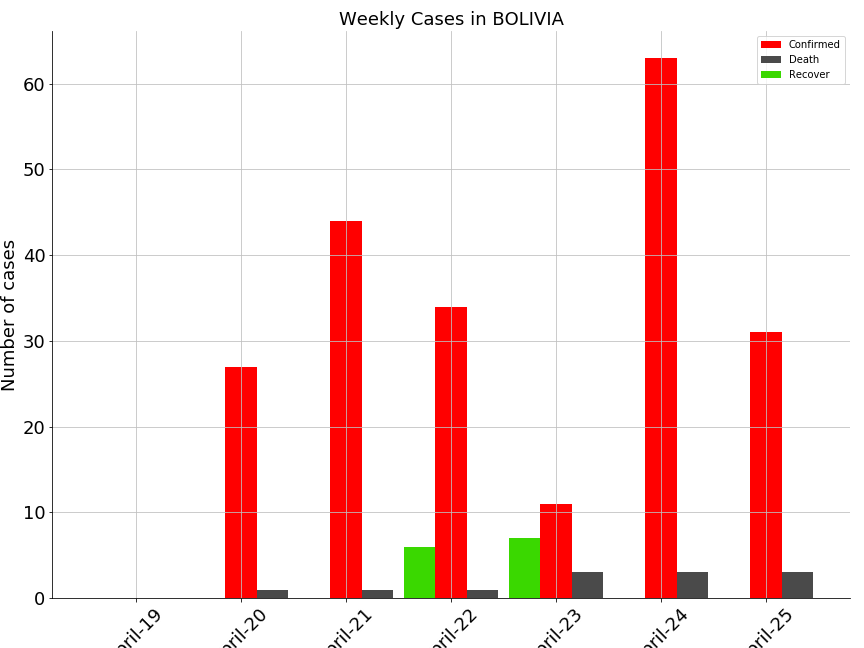 Weekly Cases in BOLIVIA
Confirmed
Death
Recover
Number of cases
60
50
40
30
20
10
0
pril-19
pril-20
pril-21
pril-22
pril-23
pril-24
pril-25